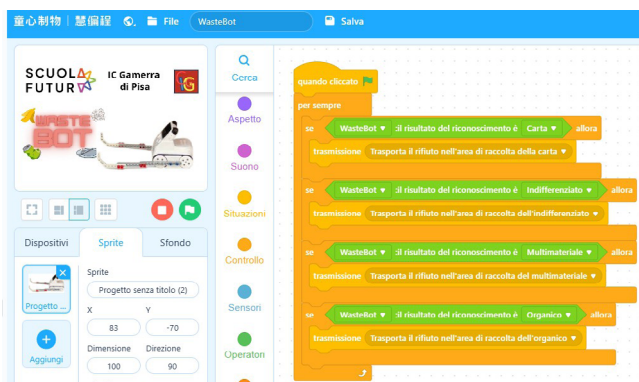 童心制物 | 慧编程
File
WasteBot
Salva
SCUOLA
FUTURA
IC Gamerra
di Pisa
WASTE
BOT
Dispositivi
Sprite
Sfondo
Progetto ...
Aggiungi
Sprite
Progetto senza titolo (2)
X
Y
83
-70
Dimensione
Direzione
100
90
Cerca
Aspetto
Suono
Situazioni
Controllo
Sensori
Operatori
quando cliccato
per sempre
se WasteBot :il risultato del riconoscimento è Carta allora
trasmissione Trasporta il rifiuto nell'area di raccolta della carta
se WasteBot :il risultato del riconoscimento è Indifferenziato allora
trasmissione Trasporta il rifiuto nell'area di raccolta dell'indifferenziato
se WasteBot :il risultato del riconoscimento è Multimateriale allora
trasmissione Trasporta il rifiuto nell'area di raccolta del multimateriale
se WasteBot :il risultato del riconoscimento è Organico allora
trasmissione Trasporta il rifiuto nell'area di raccolta dell'organico